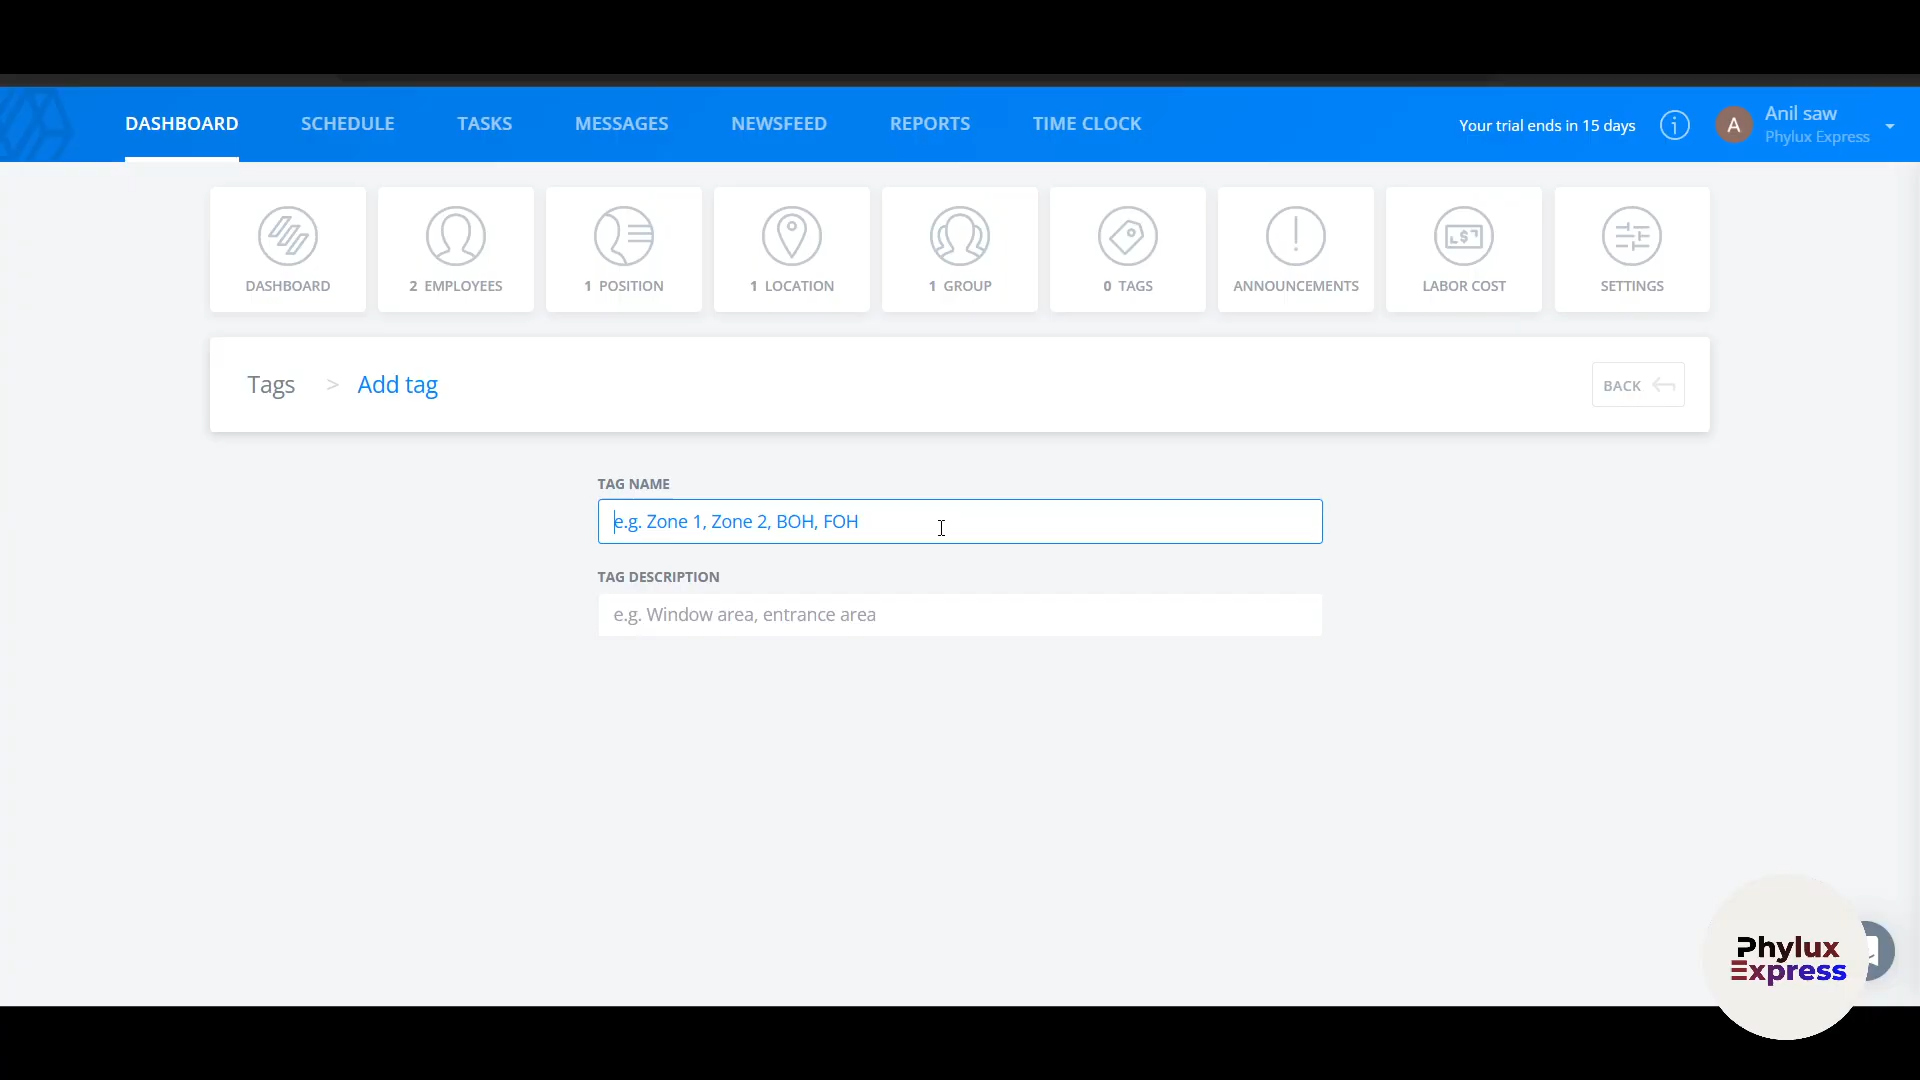 DASHBOARD SCHEDULE TASKS MESSAGES NEWSFEED REPORTS TIME CLOCK
Your trial ends in 15 days
A
Anil saw
Phylux Express
DASHBOARD
2 EMPLOYEES
1 POSITION
1 LOCATION
1 GROUP
0 TAGS
ANNOUNCEMENTS
LABOR COST
SETTINGS
Tags > Add tag
BACK
TAG NAME
e.g. Zone 1, Zone 2, BOH, FOH
TAG DESCRIPTION
e.g. Window area, entrance area
Phylux
Express